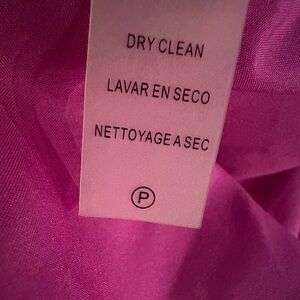 DRY CLEAN
LAVAR EN SECO
NETTOYAGE A SEC
P